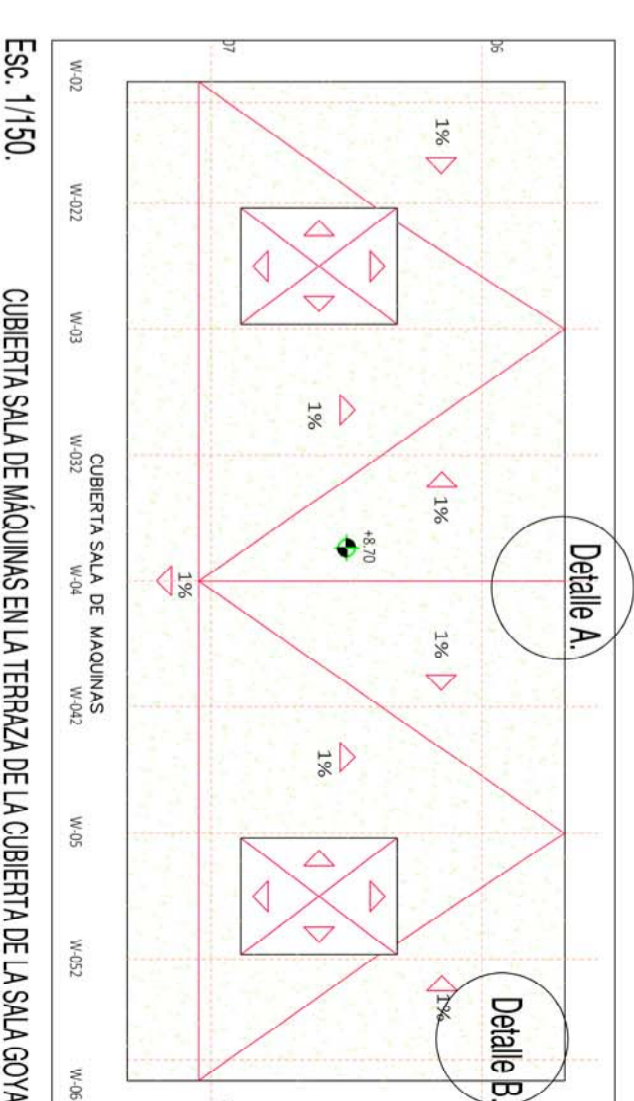 07
06
W-02
W-022
W-03
W-032
W-04
W-042
W-05
W-052
W-06
1%
1%
1%
+8.70
1%
1%
1%
1%
Detalle A.
Detalle B.
CUBIERTA SALA DE MAQUINAS
Esc. 1/150.
CUBIERTA SALA DE MÁQUINAS EN LA TERRAZA DE LA CUBIERTA DE LA SALA GOYA